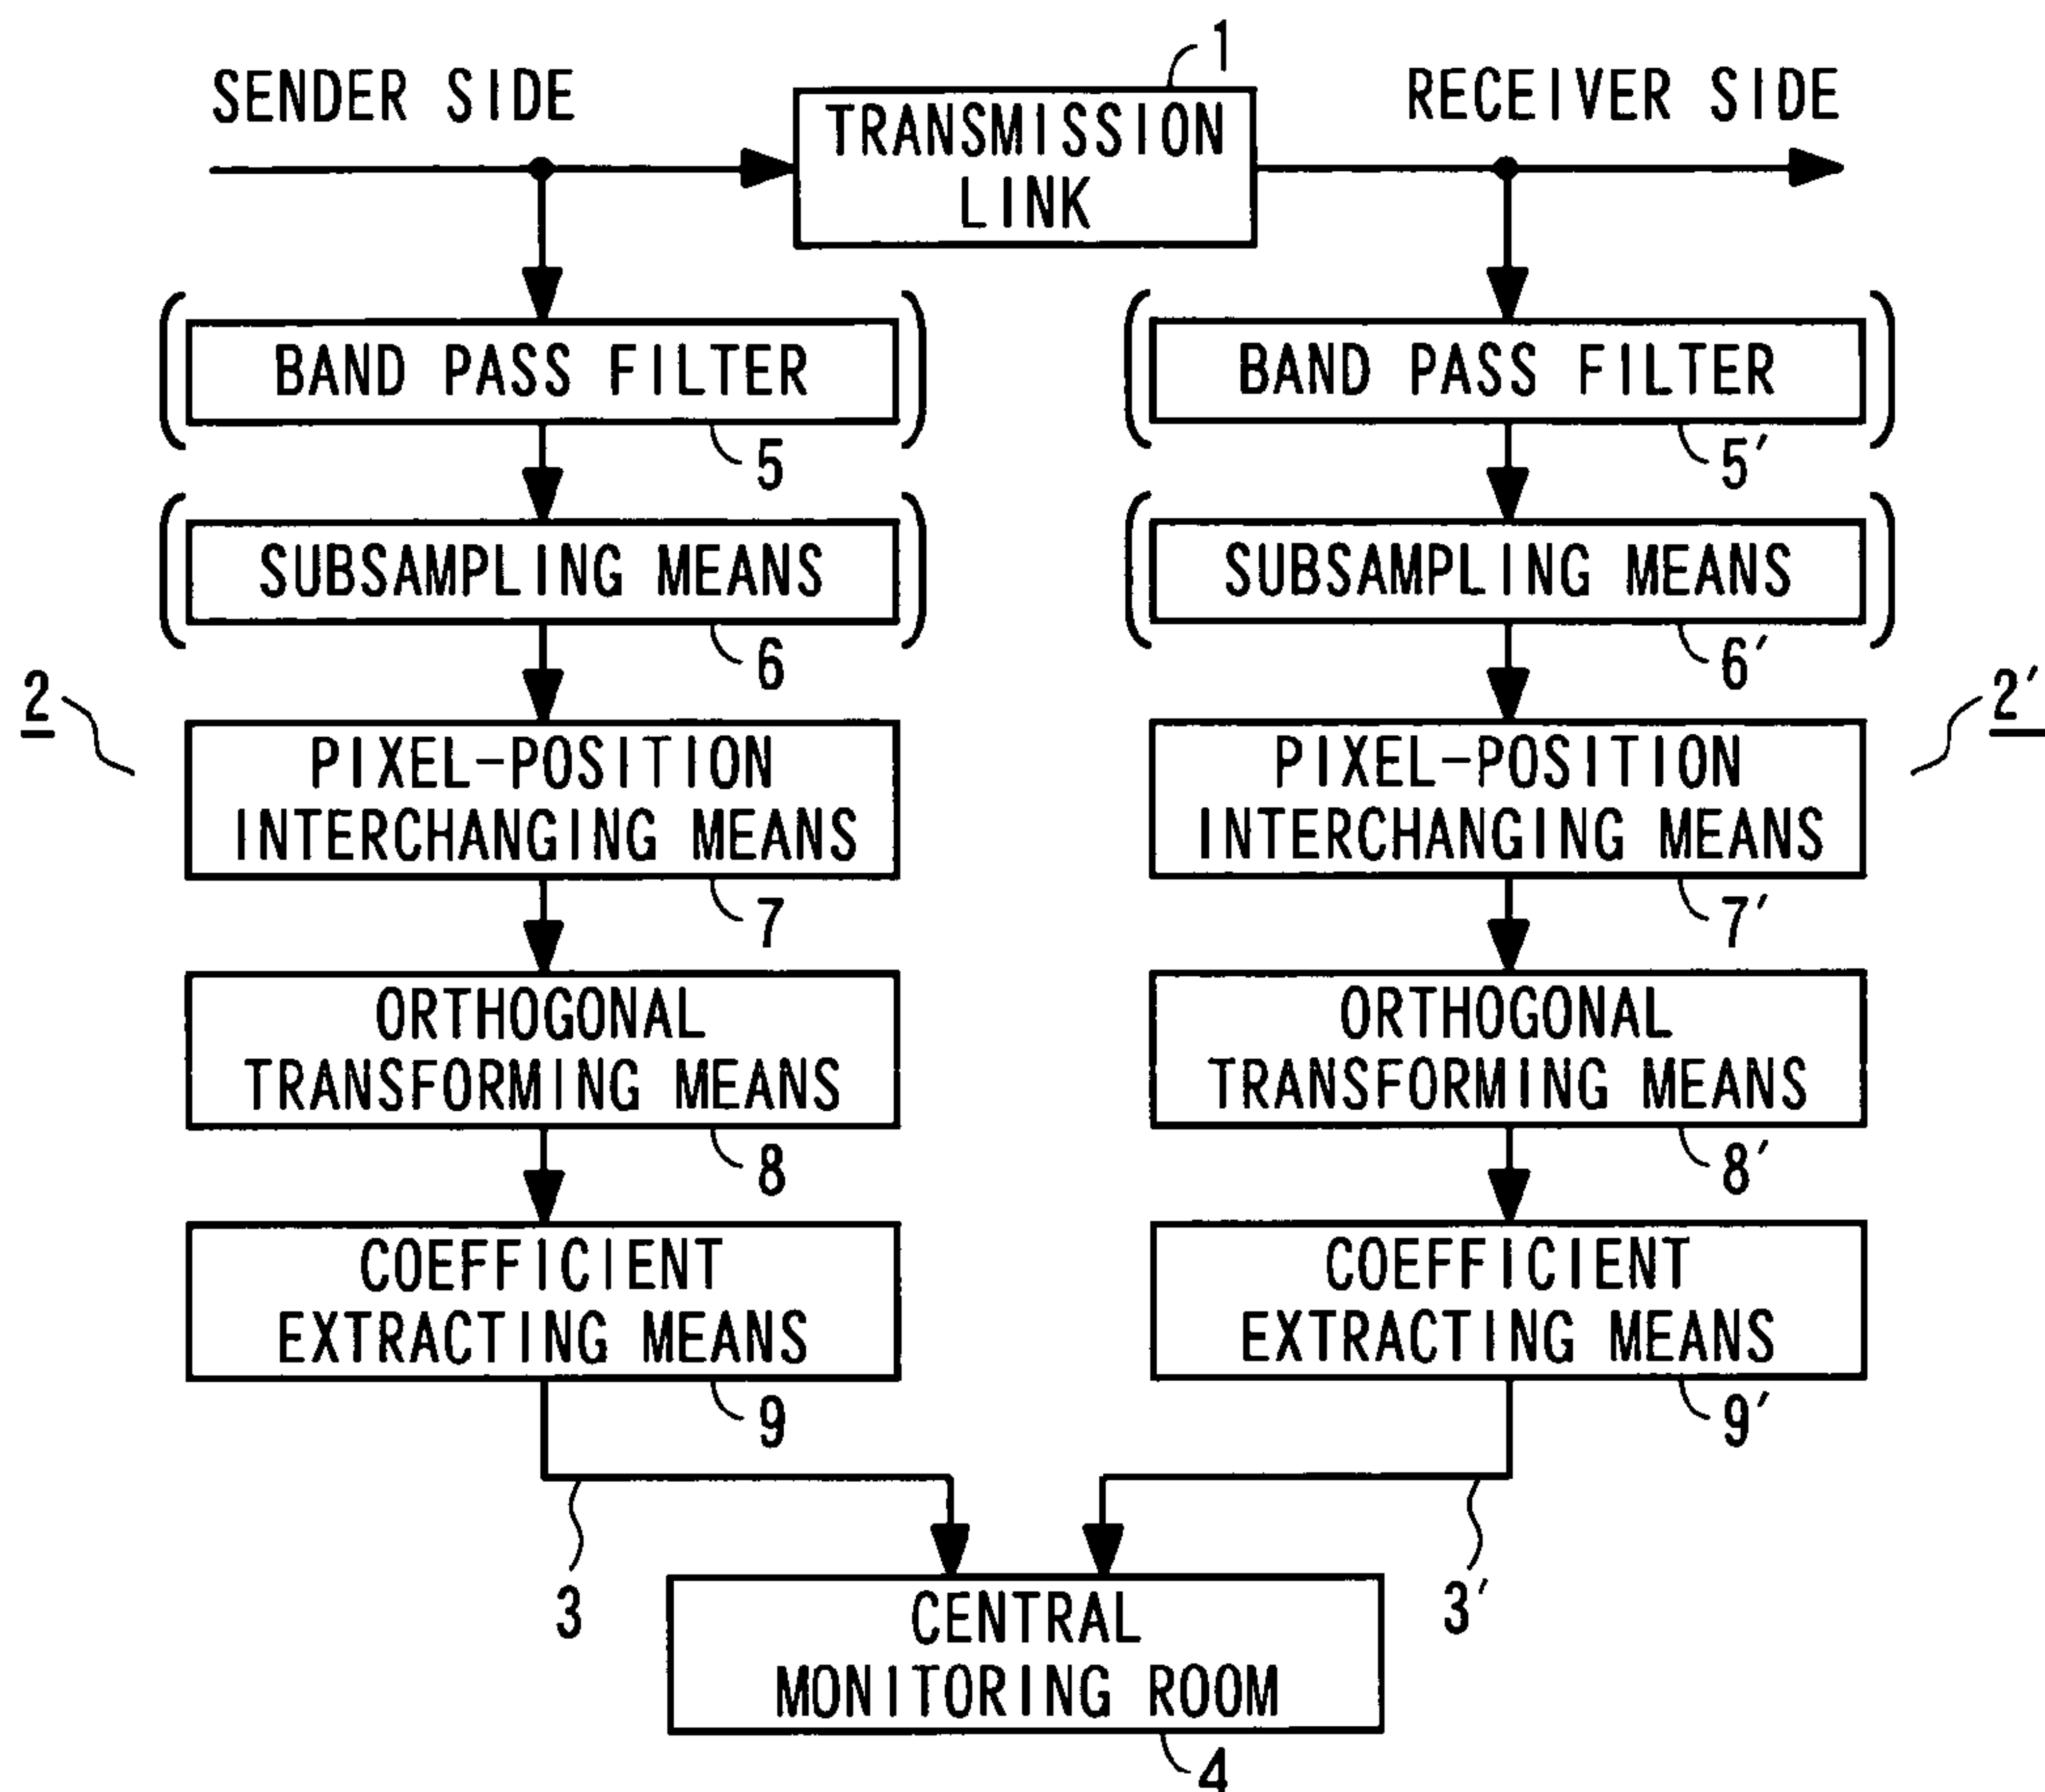 1
SENDER SIDE
RECEIVER SIDE
TRANSMISSION
LINK
BAND PASS FILTER
BAND PASS FILTER
5
5′
SUBSAMPLING MEANS
SUBSAMPLING MEANS
6
6′
2
2′
PIXEL-POSITION
INTERCHANGING MEANS
PIXEL-POSITION
INTERCHANGING MEANS
7
7′
ORTHOGONAL
TRANSFORMING MEANS
ORTHOGONAL
TRANSFORMING MEANS
8
8′
COEFFICIENT
EXTRACTING MEANS
COEFFICIENT
EXTRACTING MEANS
9
9′
3
3′
CENTRAL
MONITORING ROOM
4